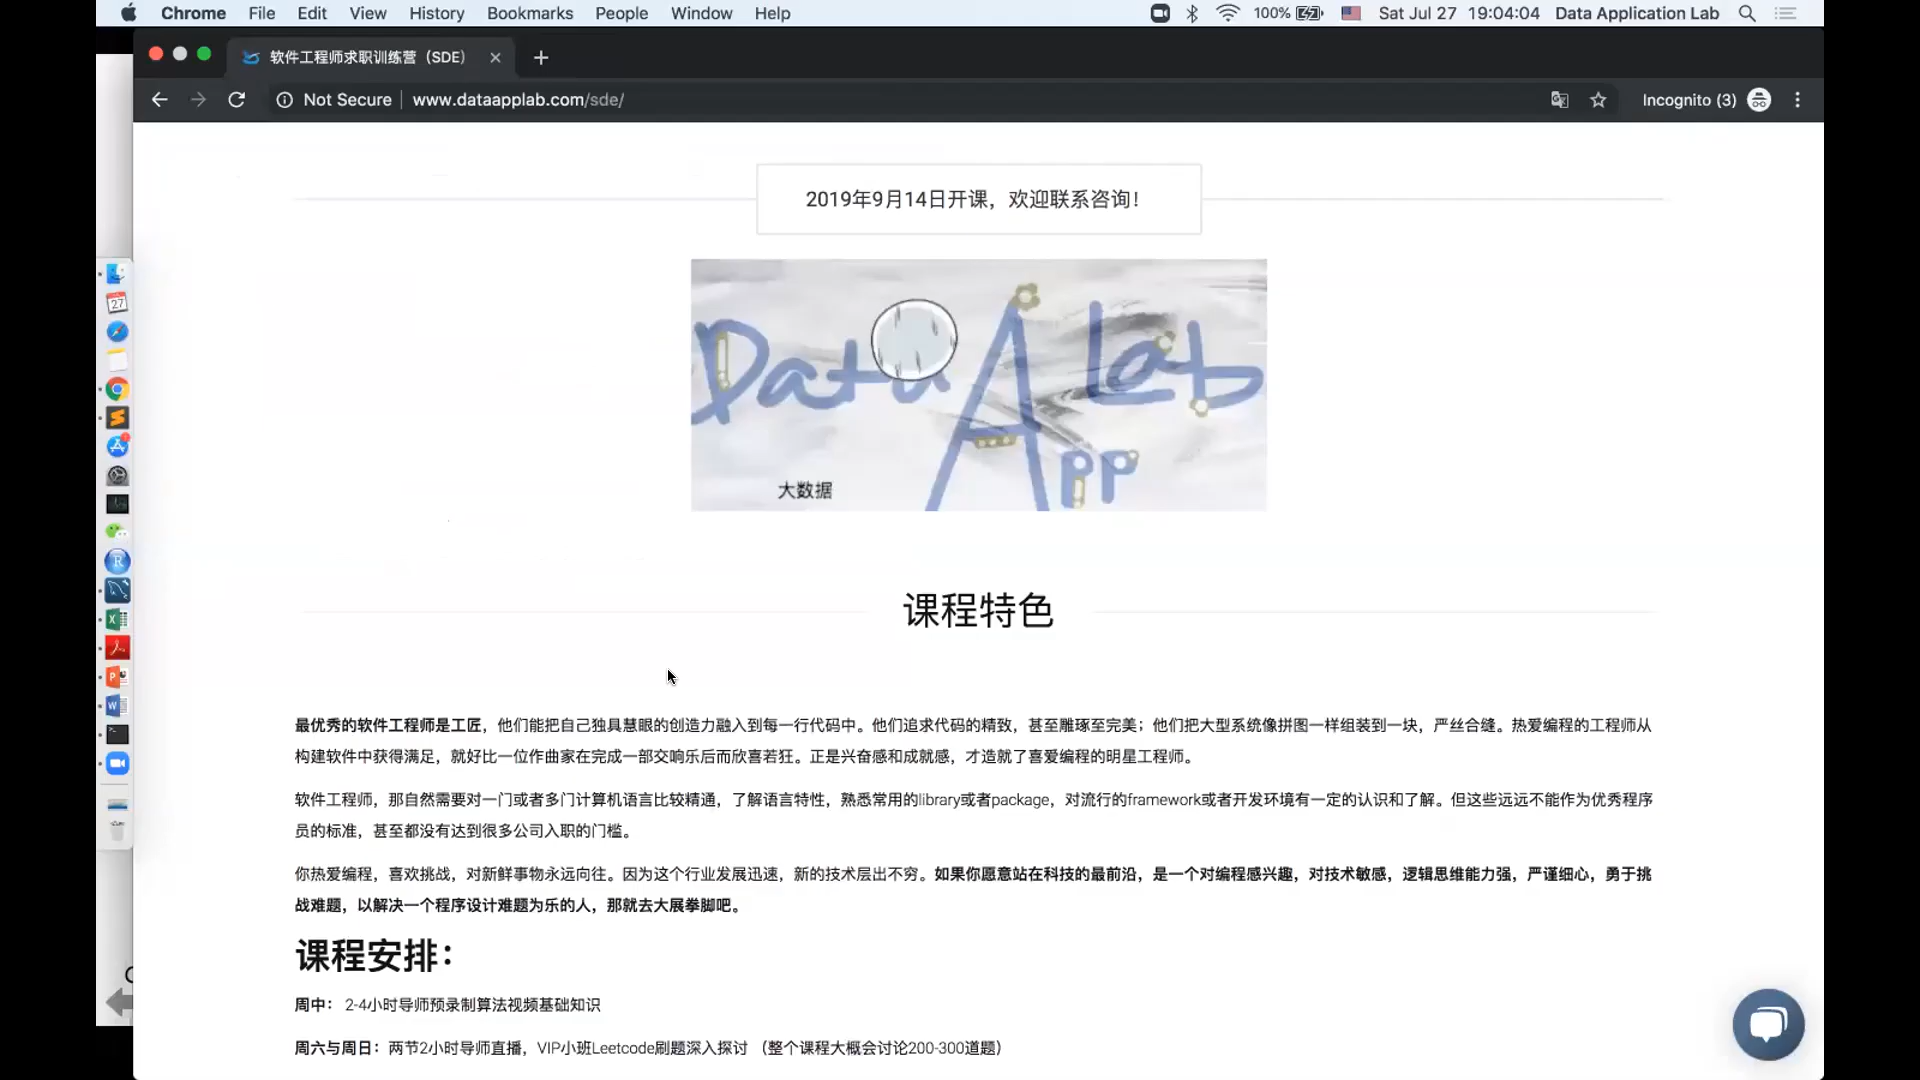 Chrome File Edit View History Bookmarks People Window Help 100% Sat Jul 27 19:04:04 Data Application Lab
软件工程师求职训练营（SDE）
Not Secure www.dataapplab.com/sde/ Incognito (3)
2019年9月14日开课，欢迎联系咨询！
Data App Lab
大数据
课程特色
最优秀的软件工程师是工匠，他们能把自己独具慧眼的创造力融入到每一行代码中。他们追求代码的精致，甚至雕琢至完美；他们把大型系统像拼图一样组装到一块，严丝合缝。热爱编程的工程师从
构建软件中获得满足，就好比一位作曲家在完成一部交响乐后而欣喜若狂。正是兴奋感和成就感，才造就了喜爱编程的明星工程师。
软件工程师，那自然需要对一门或者多门计算机语言比较精通，了解语言特性，熟悉常用的library或者package，对流行的framework或者开发环境有一定的认识和了解。但这些远远不能作为优秀程序
员的标准，甚至都没有达到很多公司入职的门槛。
你热爱编程，喜欢挑战，对新鲜事物永远向往。因为这个行业发展迅速，新的技术层出不穷。如果你愿意站在科技的最前沿，是一个对编程感兴趣，对技术敏感，逻辑思维能力强，严谨细心，勇于挑
战难题，以解决一个程序设计难题为乐的人，那就去大展拳脚吧。
课程安排：
周中： 2-4小时导师预录制算法视频基础知识
周六与周日：两节2小时导师直播，VIP小班Leetcode刷题深入探讨 （整个课程大概会讨论200-300道题）